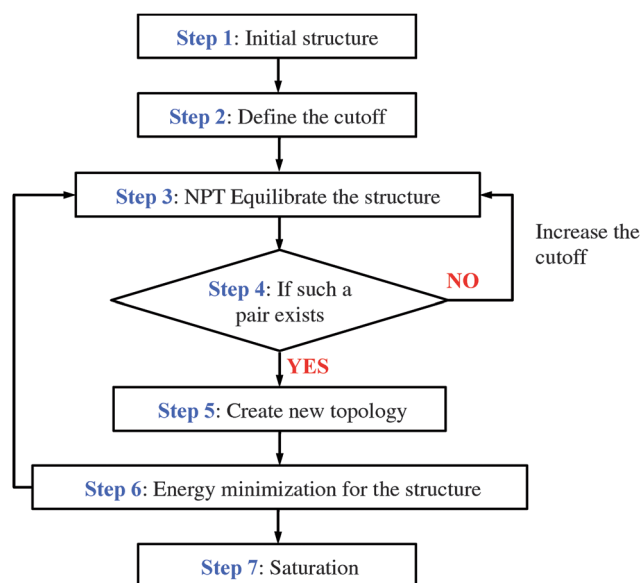 Step 1: Initial structure
Step 2: Define the cutoff
Step 3: NPT Equilibrate the structure
Increase the
cutoff
Step 4: If such a
pair exists
NO
YES
Step 5: Create new topology
Step 6: Energy minimization for the structure
Step 7: Saturation